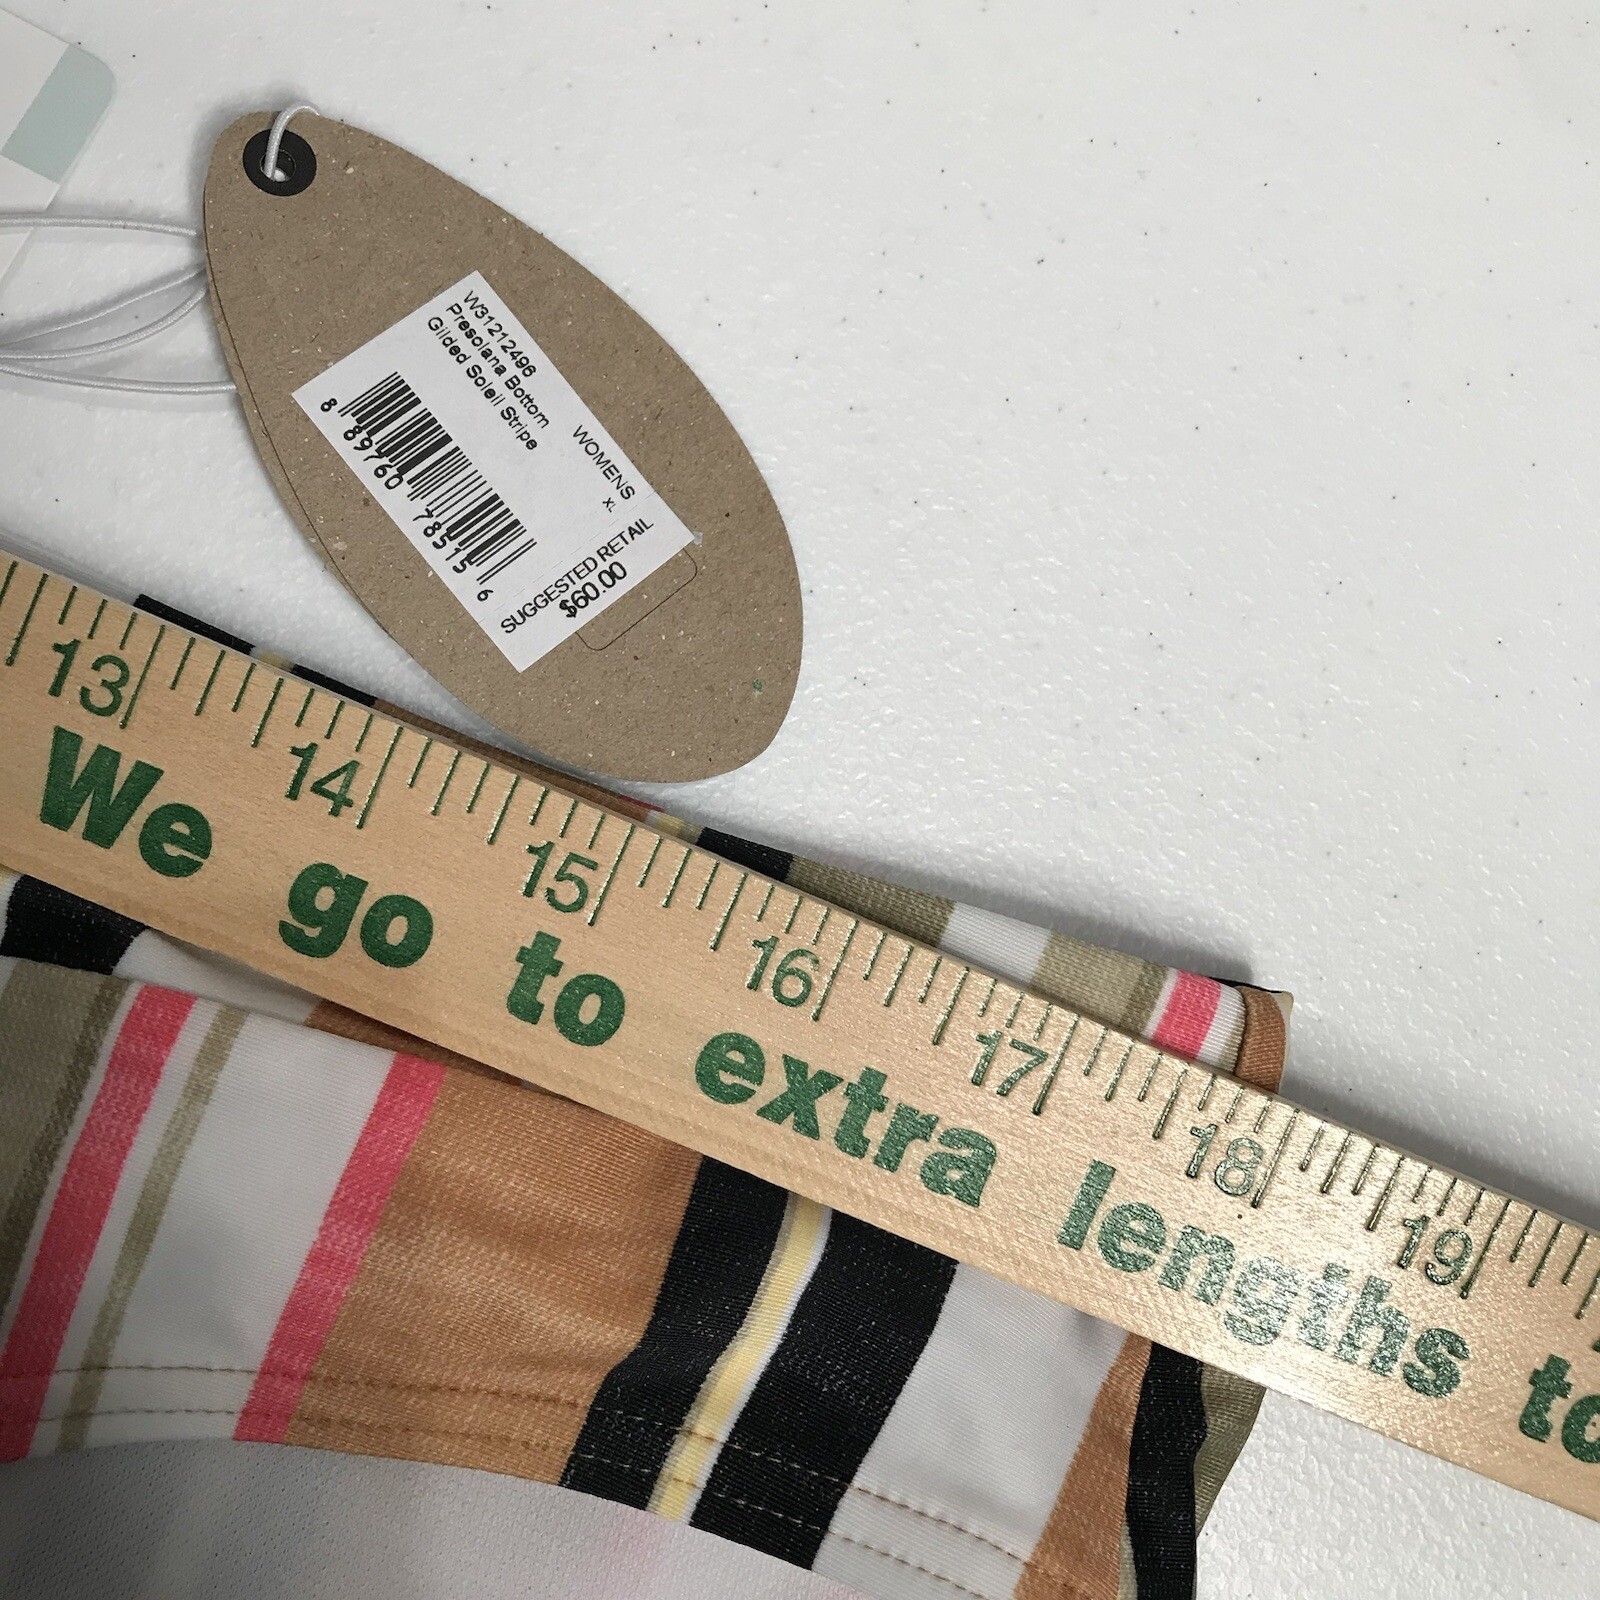 W31212496
Presolana Bottom
Gilded Soleil Stripe
WOMENS
XL
8 89760 78515 6
SUGGESTED RETAIL
$60.00
13 14 15 16 17 18 19
We go to extra lengths to